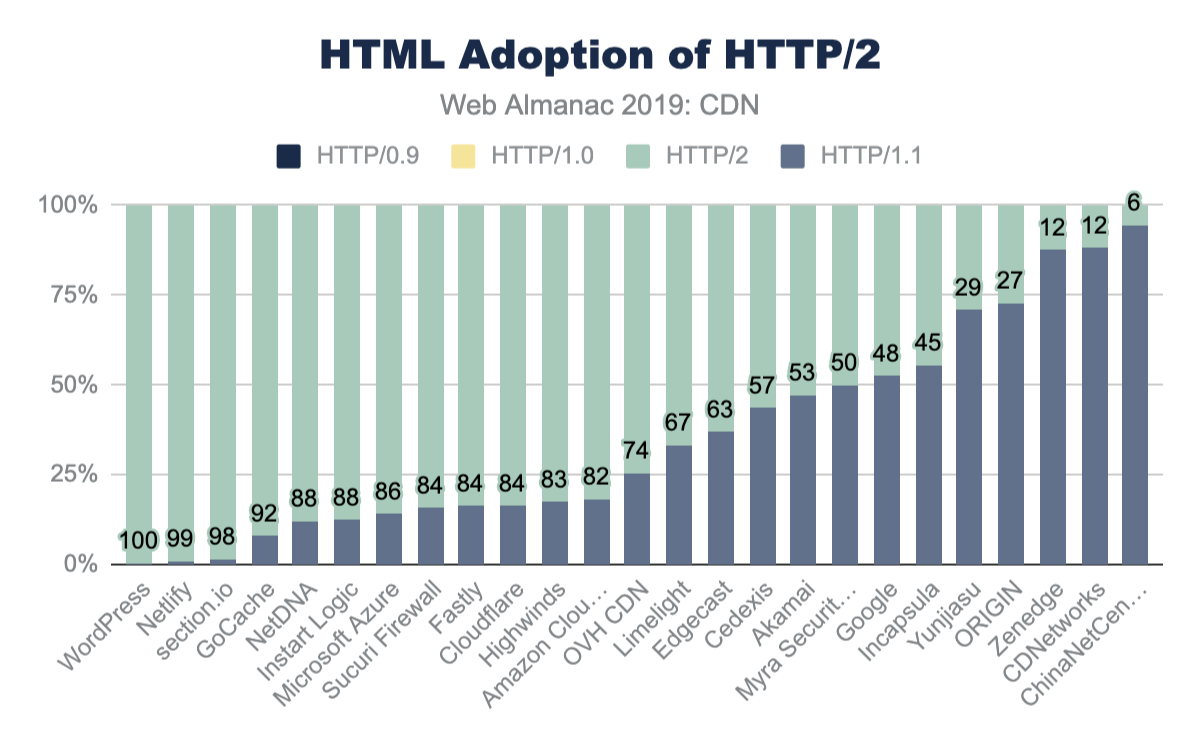 HTML Adoption of HTTP/2
Web Almanac 2019: CDN
HTTP/0.9 HTTP/1.0 HTTP/2 HTTP/1.1
100%
75%
50%
25%
0%
100 99 98 92 88 88 86 84 84 84 83 82 74 67 63 57 53 50 48 45 29 27 12 12 6
WordPress
Netlify
section.io
GoCache
NetDNA
Instart Logic
Microsoft Azure
Sucuri Firewall
Fastly
Cloudflare
Highwinds
Amazon Clou…
OVH CDN
Limelight
Edgecast
Cedexis
Akamai
Myra Securit…
Google
Incapsula
Yunjiasu
ORIGIN
Zenedge
CDNetworks
ChinaNetCen…